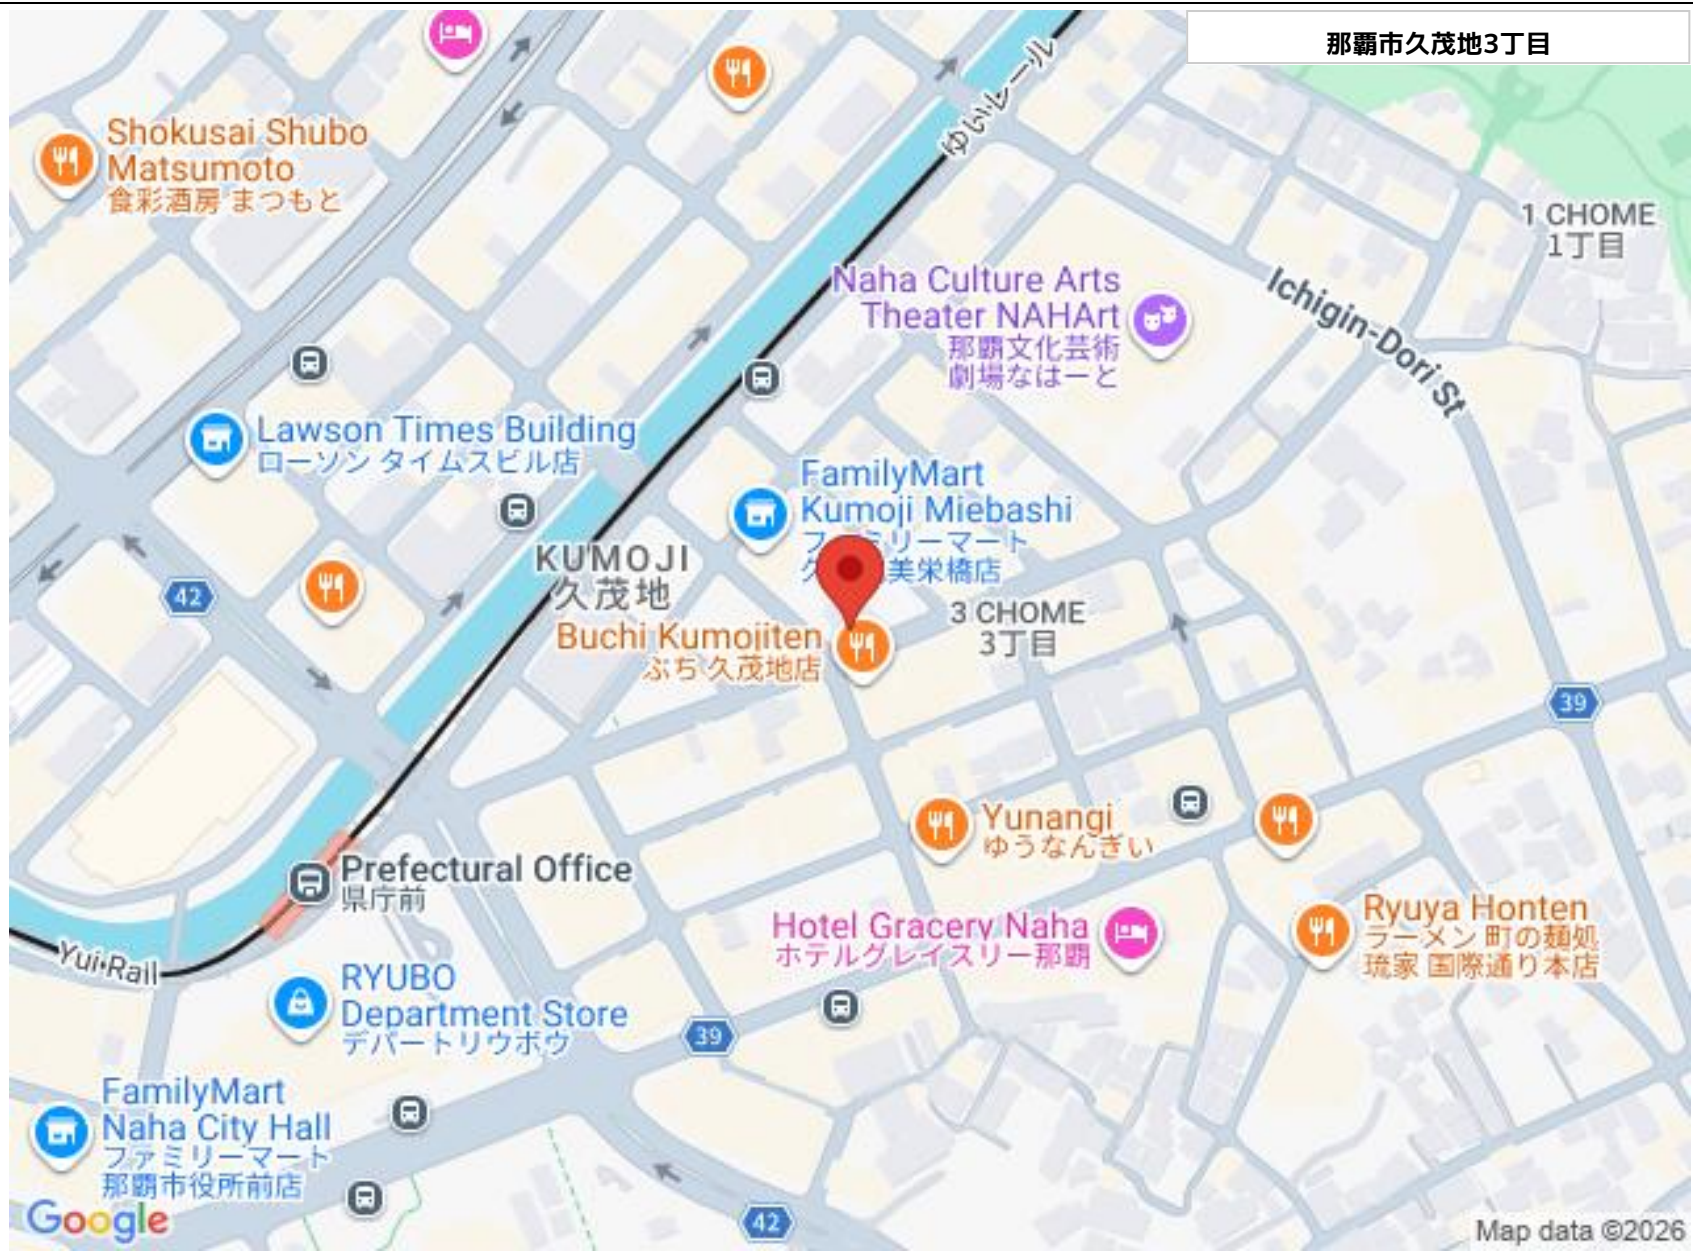 那覇市久茂地3丁目
ゆいレール
Shokusai Shubo
Matsumoto
食彩酒房 まつもと
1 CHOME
1丁目
Naha Culture Arts
Theater NAHArt
那覇文化芸術
劇場なはーと
Ichigin-Dori St
Lawson Times Building
ローソン タイムスビル店
FamilyMart
Kumoji Miebashi
ファミリーマート
美栄橋店
KUMOJI
久茂地
42
3 CHOME
3丁目
Buchi Kumojiten
ぶち 久茂地店
39
Yunangi
ゆうなんぎい
Prefectural Office
県庁前
Hotel Gracery Naha
ホテルグレイスリー那覇
Ryuya Honten
ラーメン 町の麺処
琉家 国際通り本店
Yui Rail
RYUBO
Department Store
デパートリウボウ
39
FamilyMart
Naha City Hall
ファミリーマート
那覇市役所前店
42
Google
Map data ©2026